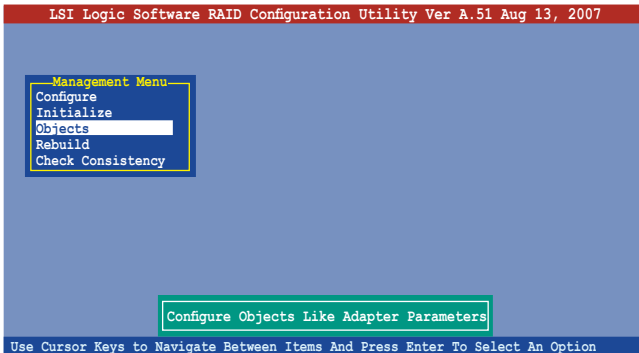 LSI Logic Software RAID Configuration Utility Ver A.51 Aug 13, 2007
Management Menu
Configure
Initialize
Objects
Rebuild
Check Consistency
Configure Objects Like Adapter Parameters
Use Cursor Keys to Navigate Between Items And Press Enter To Select An Option